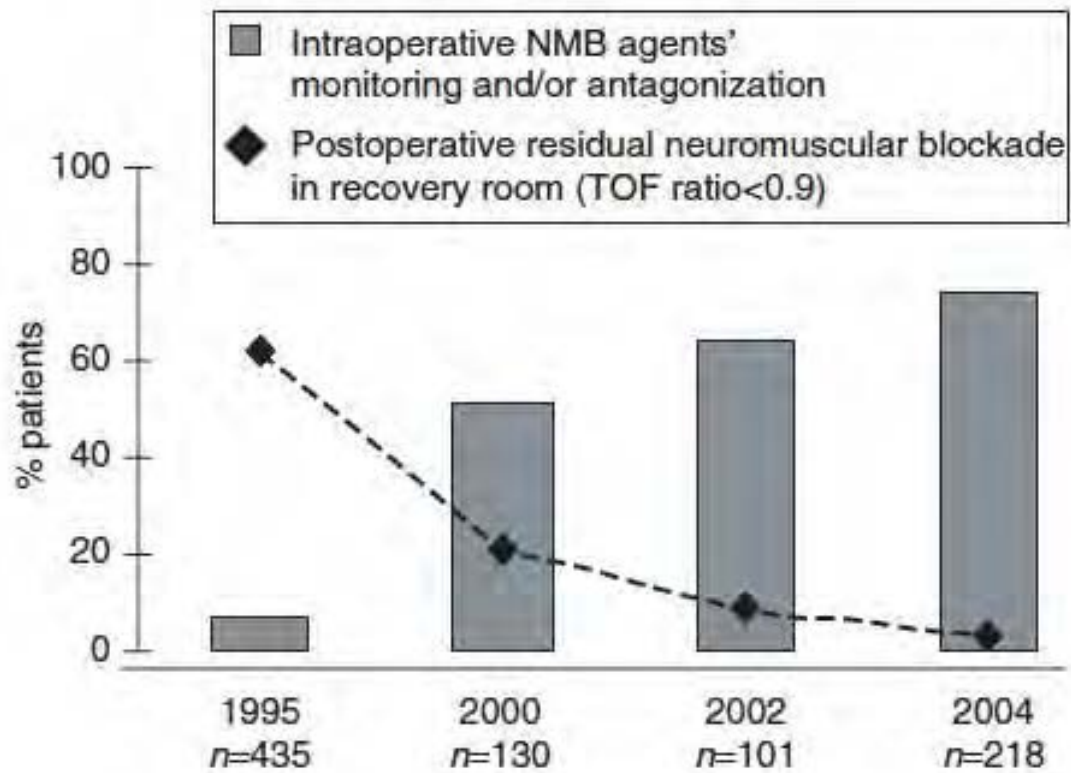 Intraoperative NMB agents'
monitoring and/or antagonization
Postoperative residual neuromuscular blockade
in recovery room (TOF ratio<0.9)
% patients
100
80
60
40
20
0
1995
n=435
2000
n=130
2002
n=101
2004
n=218